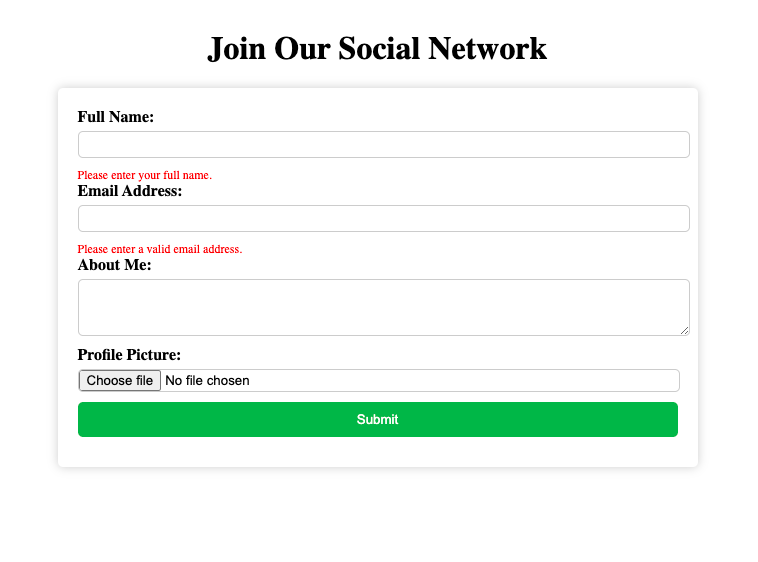 Join Our Social Network
Full Name:
Please enter your full name.
Email Address:
Please enter a valid email address.
About Me:
Profile Picture:
Choose file No file chosen
Submit